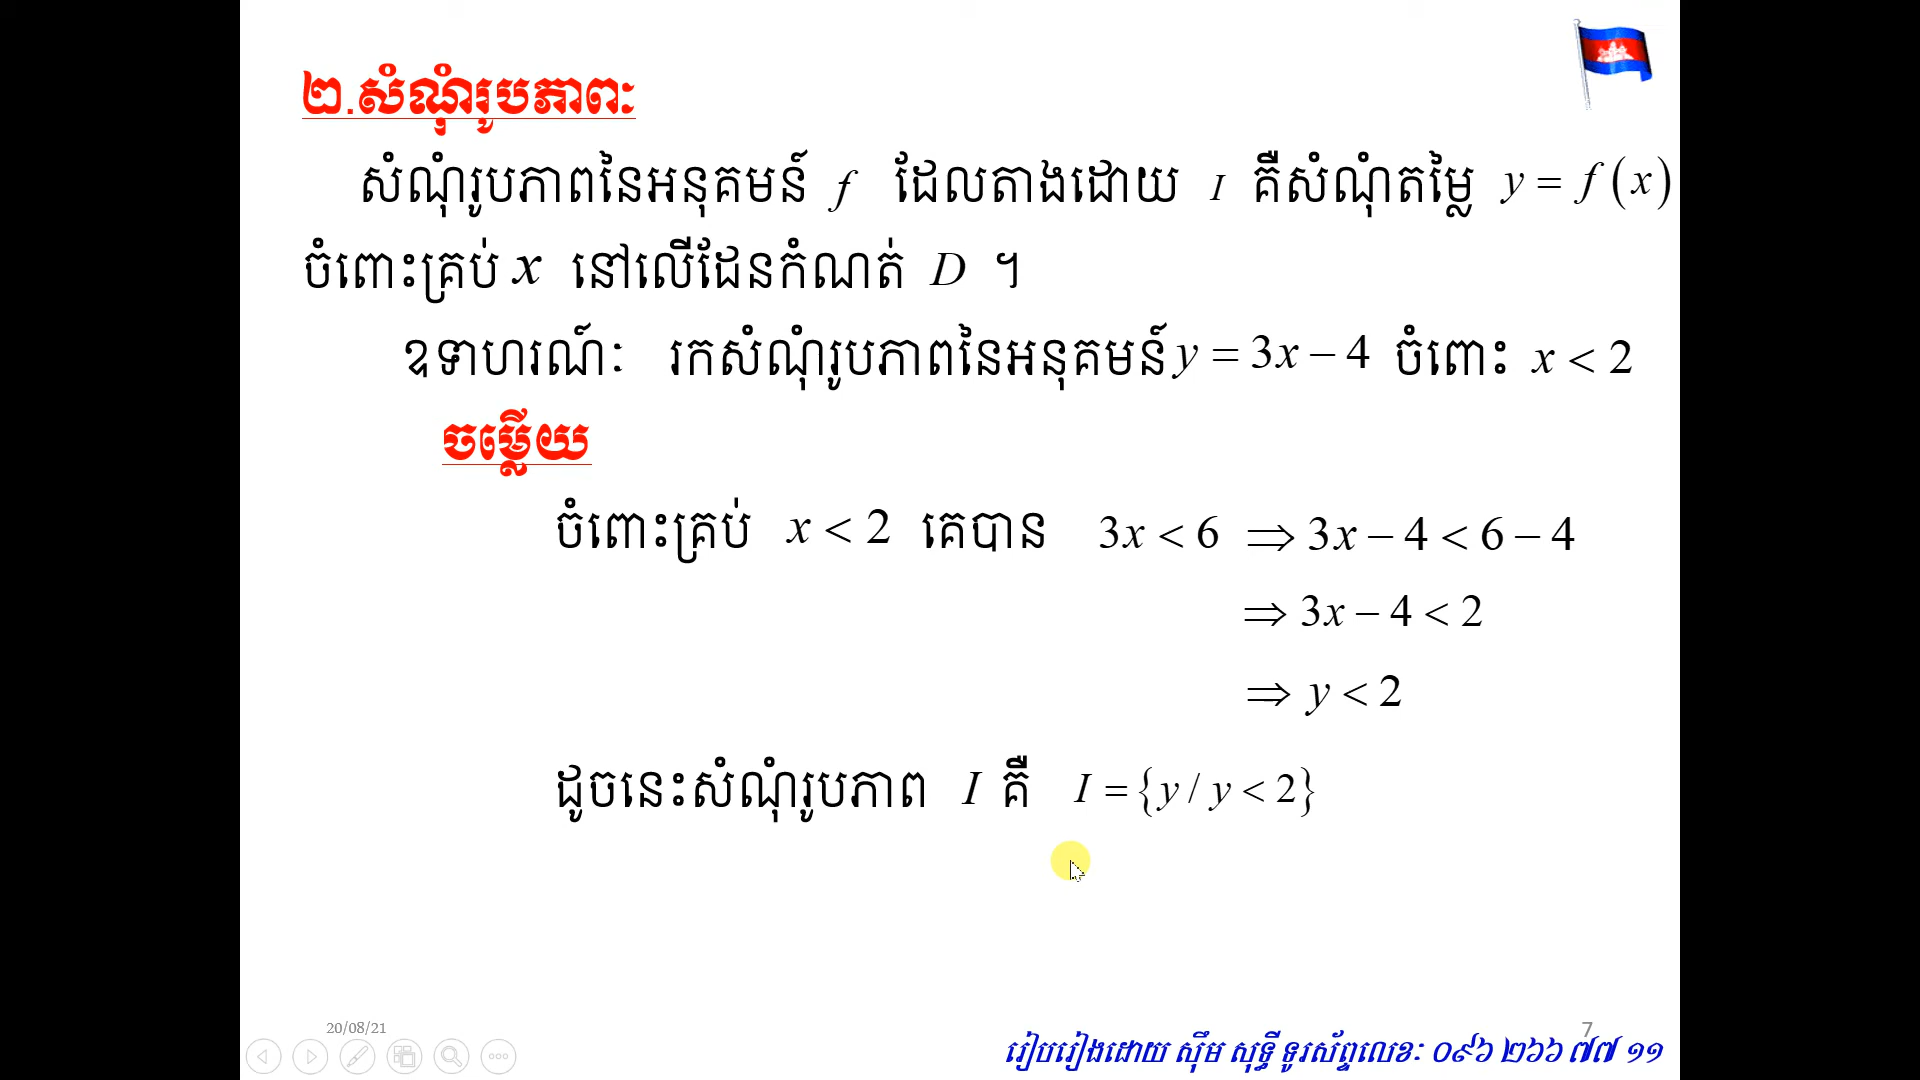 ២.សំណុំរូបភាពៈ
សំណុំរូបភាពនៃអនុគមន៍ f ដែលតាងដោយ I គឺសំណុំតម្លៃ y = f(x)
ចំពោះគ្រប់ x នៅលើដែនកំណត់ D ។
ឧទាហរណ៍ៈ រកសំណុំរូបភាពនៃអនុគមន៍ y = 3x − 4 ចំពោះ x < 2
ចម្លើយ
ចំពោះគ្រប់ x < 2 គេបាន 3x < 6 ⇒ 3x − 4 < 6 − 4
⇒ 3x − 4 < 2
⇒ y < 2
ដូចនេះសំណុំរូបភាព I គឺ I = {y / y < 2}
20/08/21
7
រៀបរៀងដោយ ស៊ឹម សុទ្ធី ទូរស័ព្ទលេខៈ ០៩៦ ២៦៦ ៧៧ ១១